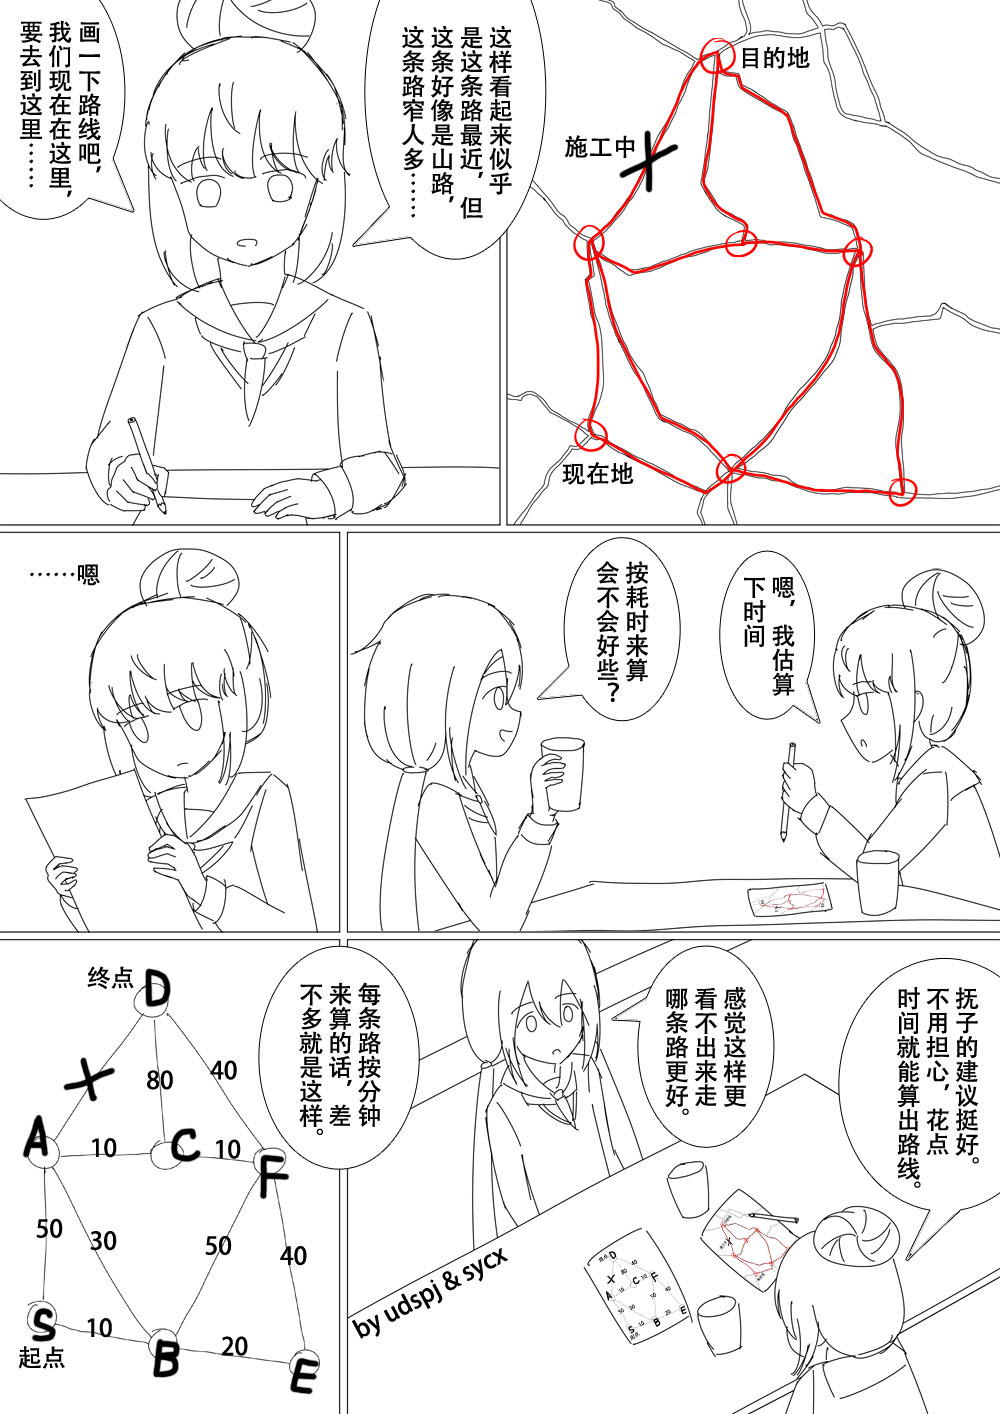 画一下路线吧，
我们现在在这里，
要去到这里……
这样看起来似乎
是这条路最近，但
这条好像是山路，
这条路窄人多……
目的地
施工中
现在地
……嗯
按耗时来算
会不会好些？
嗯，我估算
下时间
终点
D
80
40
A
10
C
10
F
50
30
50
40
S
10
B
20
E
起点
每条路按分钟
来算的话，差
不多就是这样。
感觉这样更
看不出来走
哪条路更好。
抚子的建议挺好。
不用担心，花点
时间就能算出路线。
by udspj & sycx